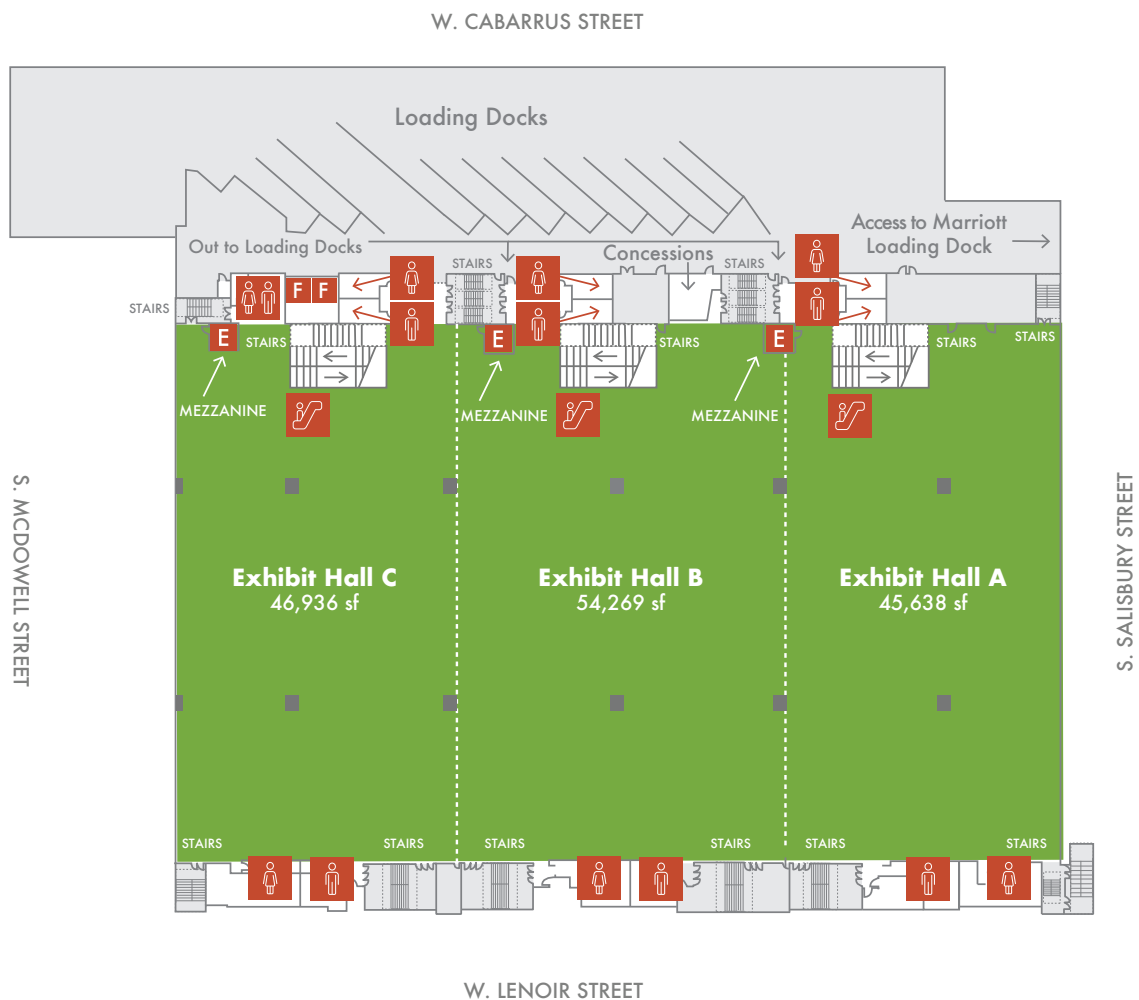 W. CABARRUS STREET
Loading Docks
Out to Loading Docks
Concessions
Access to Marriott
Loading Dock
STAIRS
STAIRS
STAIRS
F F
E
E
E
STAIRS
STAIRS
STAIRS
STAIRS
MEZZANINE
MEZZANINE
MEZZANINE
S. MCDOWELL STREET
S. SALISBURY STREET
Exhibit Hall C
46,936 sf
Exhibit Hall B
54,269 sf
Exhibit Hall A
45,638 sf
STAIRS
STAIRS
STAIRS
STAIRS
STAIRS
STAIRS
W. LENOIR STREET